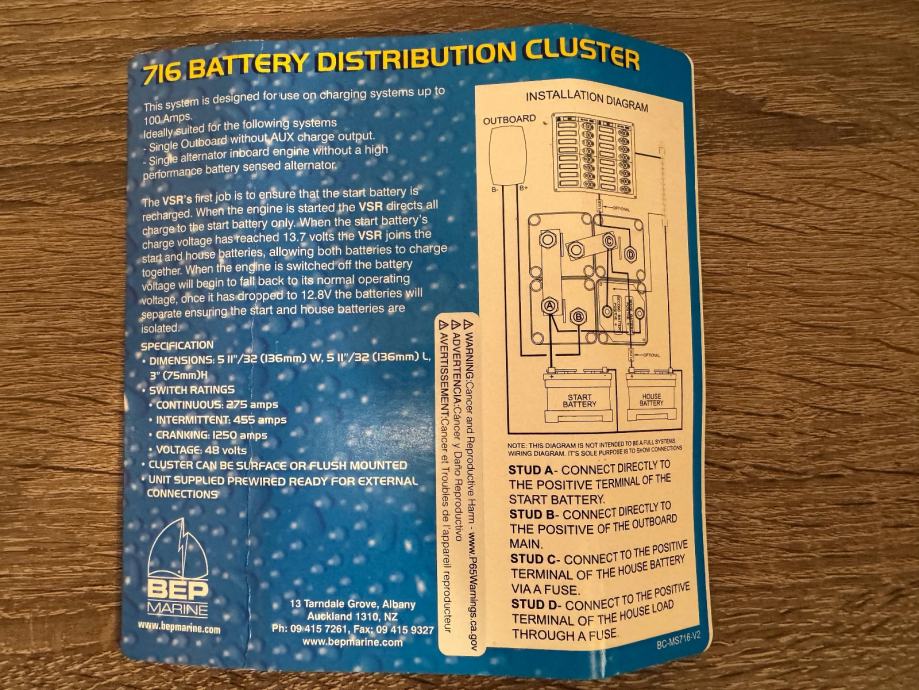 716 BATTERY DISTRIBUTION CLUSTER
This system is designed for use on charging systems up to
100 Amps.
Ideally suited for the following systems
- Single Outboard without AUX charge output.
- Single alternator inboard engine without a high
performance battery sensed alternator.
The VSR's first job is to ensure that the start battery is
recharged. When the engine is started the VSR directs all
charge to the start battery only. When the start battery's
charge voltage has reached 13.7 volts the VSR joins the
start and house batteries, allowing both batteries to charge
together. When the engine is switched off the battery
voltage will begin to fall back to its normal operating
voltage, once it has dropped to 12.8V the batteries will
separate ensuring the start and house batteries are
isolated.
SPECIFICATION
• DIMENSIONS: 5 11"/32 (136mm) W, 5 11"/32 (136mm) L,
3" (75mm)H
• SWITCH RATINGS
• CONTINUOUS: 275 amps
• INTERMITTENT: 455 amps
• CRANKING: 1250 amps
• VOLTAGE: 48 volts
• CLUSTER CAN BE SURFACE OR FLUSH MOUNTED
• UNIT SUPPLIED PREWIRED READY FOR EXTERNAL
CONNECTIONS
BEP
MARINE
www.bepmarine.com
13 Tarndale Grove, Albany
Auckland 1310, NZ
Ph: 09 415 7261, Fax: 09 415 9327
www.bepmarine.com
⚠ WARNING:Cancer and Reproductive Harm - www.P65Warnings.ca.gov
⚠ ADVERTENCIA:Cáncer y Daño Reproductivo
⚠ AVERTISSEMENT:Cancer et Troubles de l'appareil reproducteur
INSTALLATION DIAGRAM
OUTBOARD
B-
B+
OPTIONAL
C
D
A
B
OPTIONAL
START
BATTERY
HOUSE
BATTERY
NOTE: THIS DIAGRAM IS NOT INTENDED TO BE A FULL SYSTEMS
WIRING DIAGRAM. IT'S SOLE PURPOSE IS TO SHOW CONNECTIONS
STUD A- CONNECT DIRECTLY TO
THE POSITIVE TERMINAL OF THE
START BATTERY.
STUD B- CONNECT DIRECTLY TO
THE POSITIVE OF THE OUTBOARD
MAIN.
STUD C- CONNECT TO THE POSITIVE
TERMINAL OF THE HOUSE BATTERY
VIA A FUSE.
STUD D- CONNECT TO THE POSITIVE
TERMINAL OF THE HOUSE LOAD
THROUGH A FUSE.
BC-MS716-V2